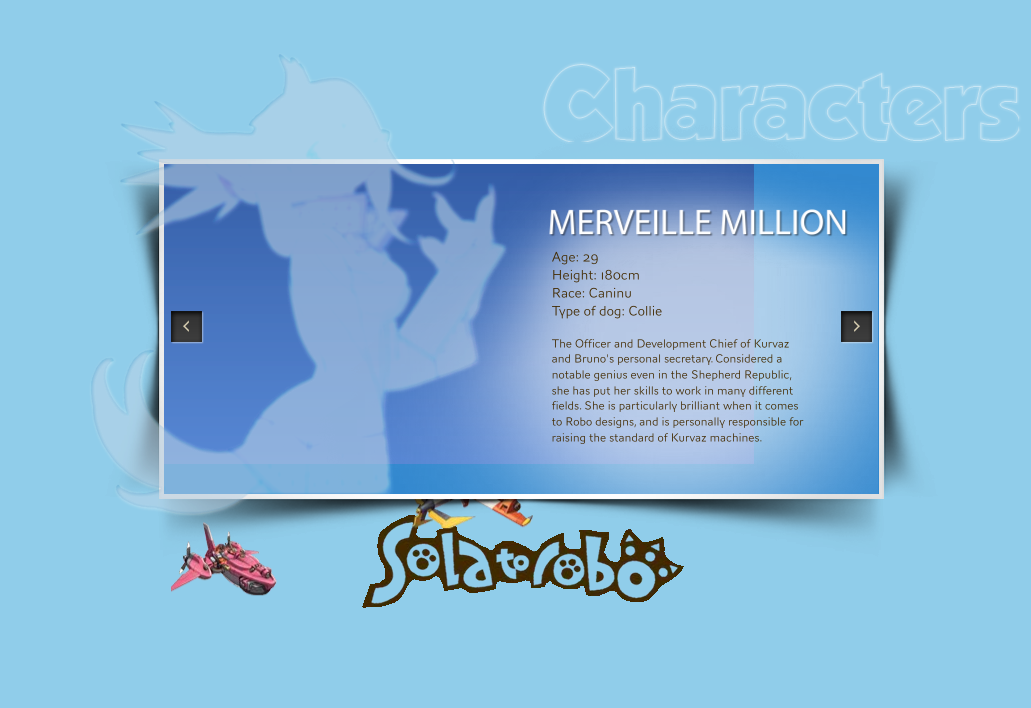 Characters
MERVEILLE MILLION
Age: 29
Height: 180cm
Race: Caninu
Type of dog: Collie
The Officer and Development Chief of Kurvaz
and Bruno's personal secretary. Considered a
notable genius even in the Shepherd Republic,
she has put her skills to work in many different
fields. She is particularly brilliant when it comes
to Robo designs, and is personally responsible for
raising the standard of Kurvaz machines.
Solatorobo